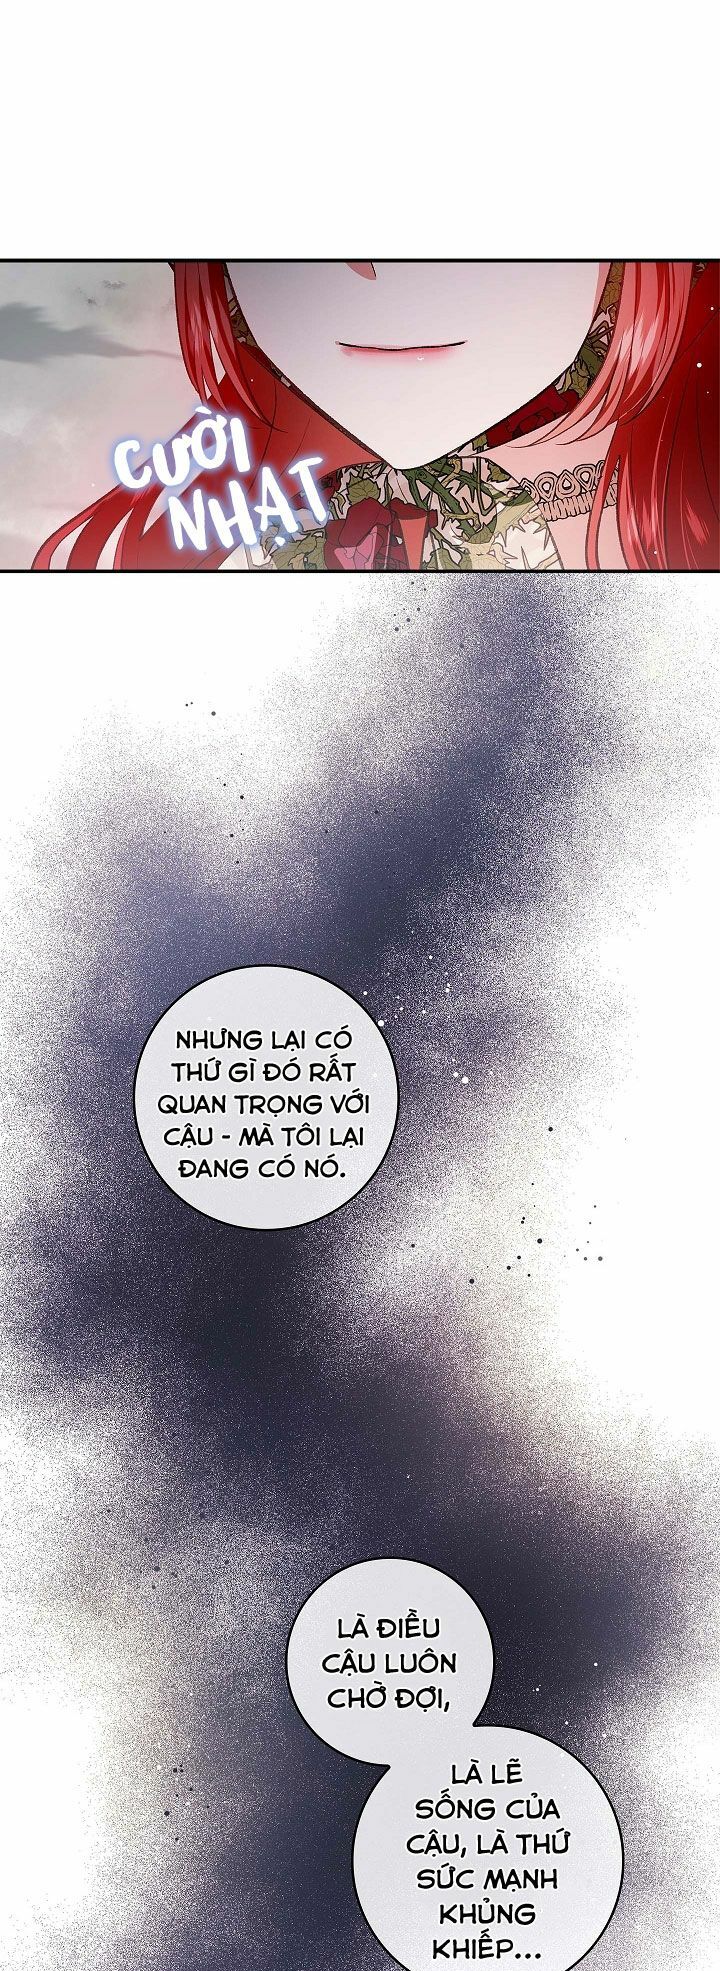 CƯỜI
NHẠT
NHƯNG LẠI CÓ
THỨ GÌ ĐÓ RẤT
QUAN TRỌNG VỚI
CẬU - MÀ TÔI LẠI
ĐANG CÓ NÓ.
LÀ ĐIỀU
CẬU LUÔN
CHỜ ĐỢI,
LÀ LẼ
SỐNG CỦA
CẬU, LÀ THỨ
SỨC MẠNH
KHỦNG
KHIẾP...